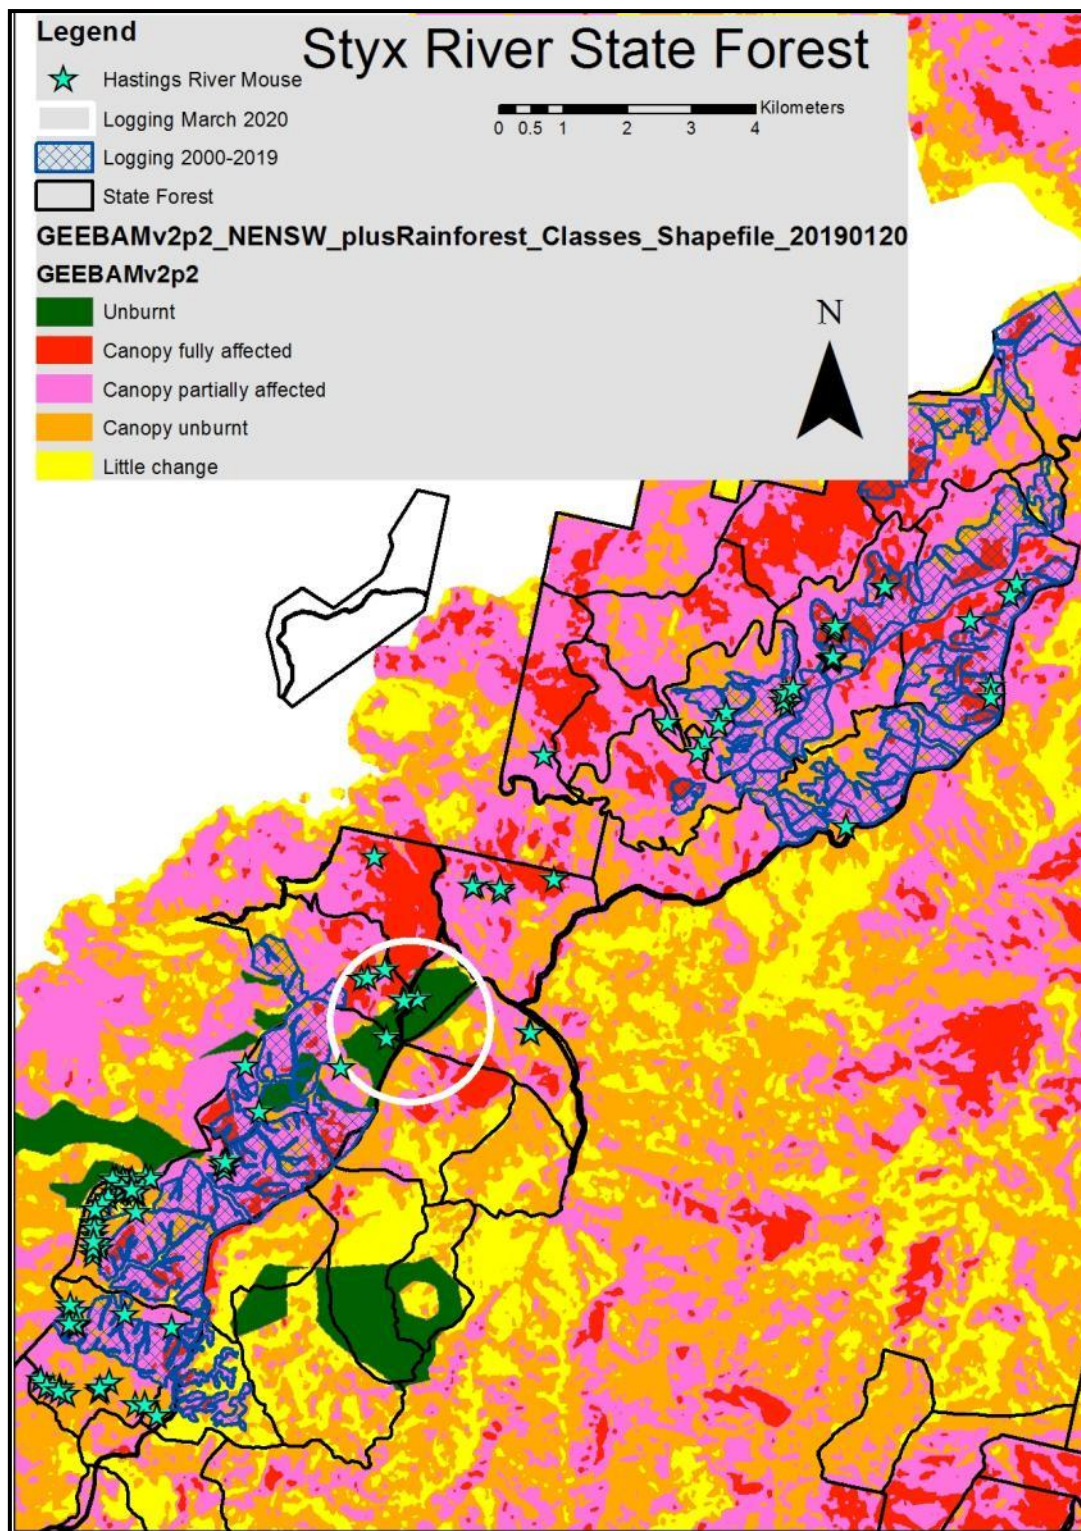 Legend
Styx River State Forest
Hastings River Mouse
Logging March 2020
Logging 2000-2019
State Forest
Kilometers
0 0.5 1 2 3 4
GEEBAMv2p2_NENSW_plusRainforest_Classes_Shapefile_20190120
GEEBAMv2p2
Unburnt
Canopy fully affected
Canopy partially affected
Canopy unburnt
Little change
N